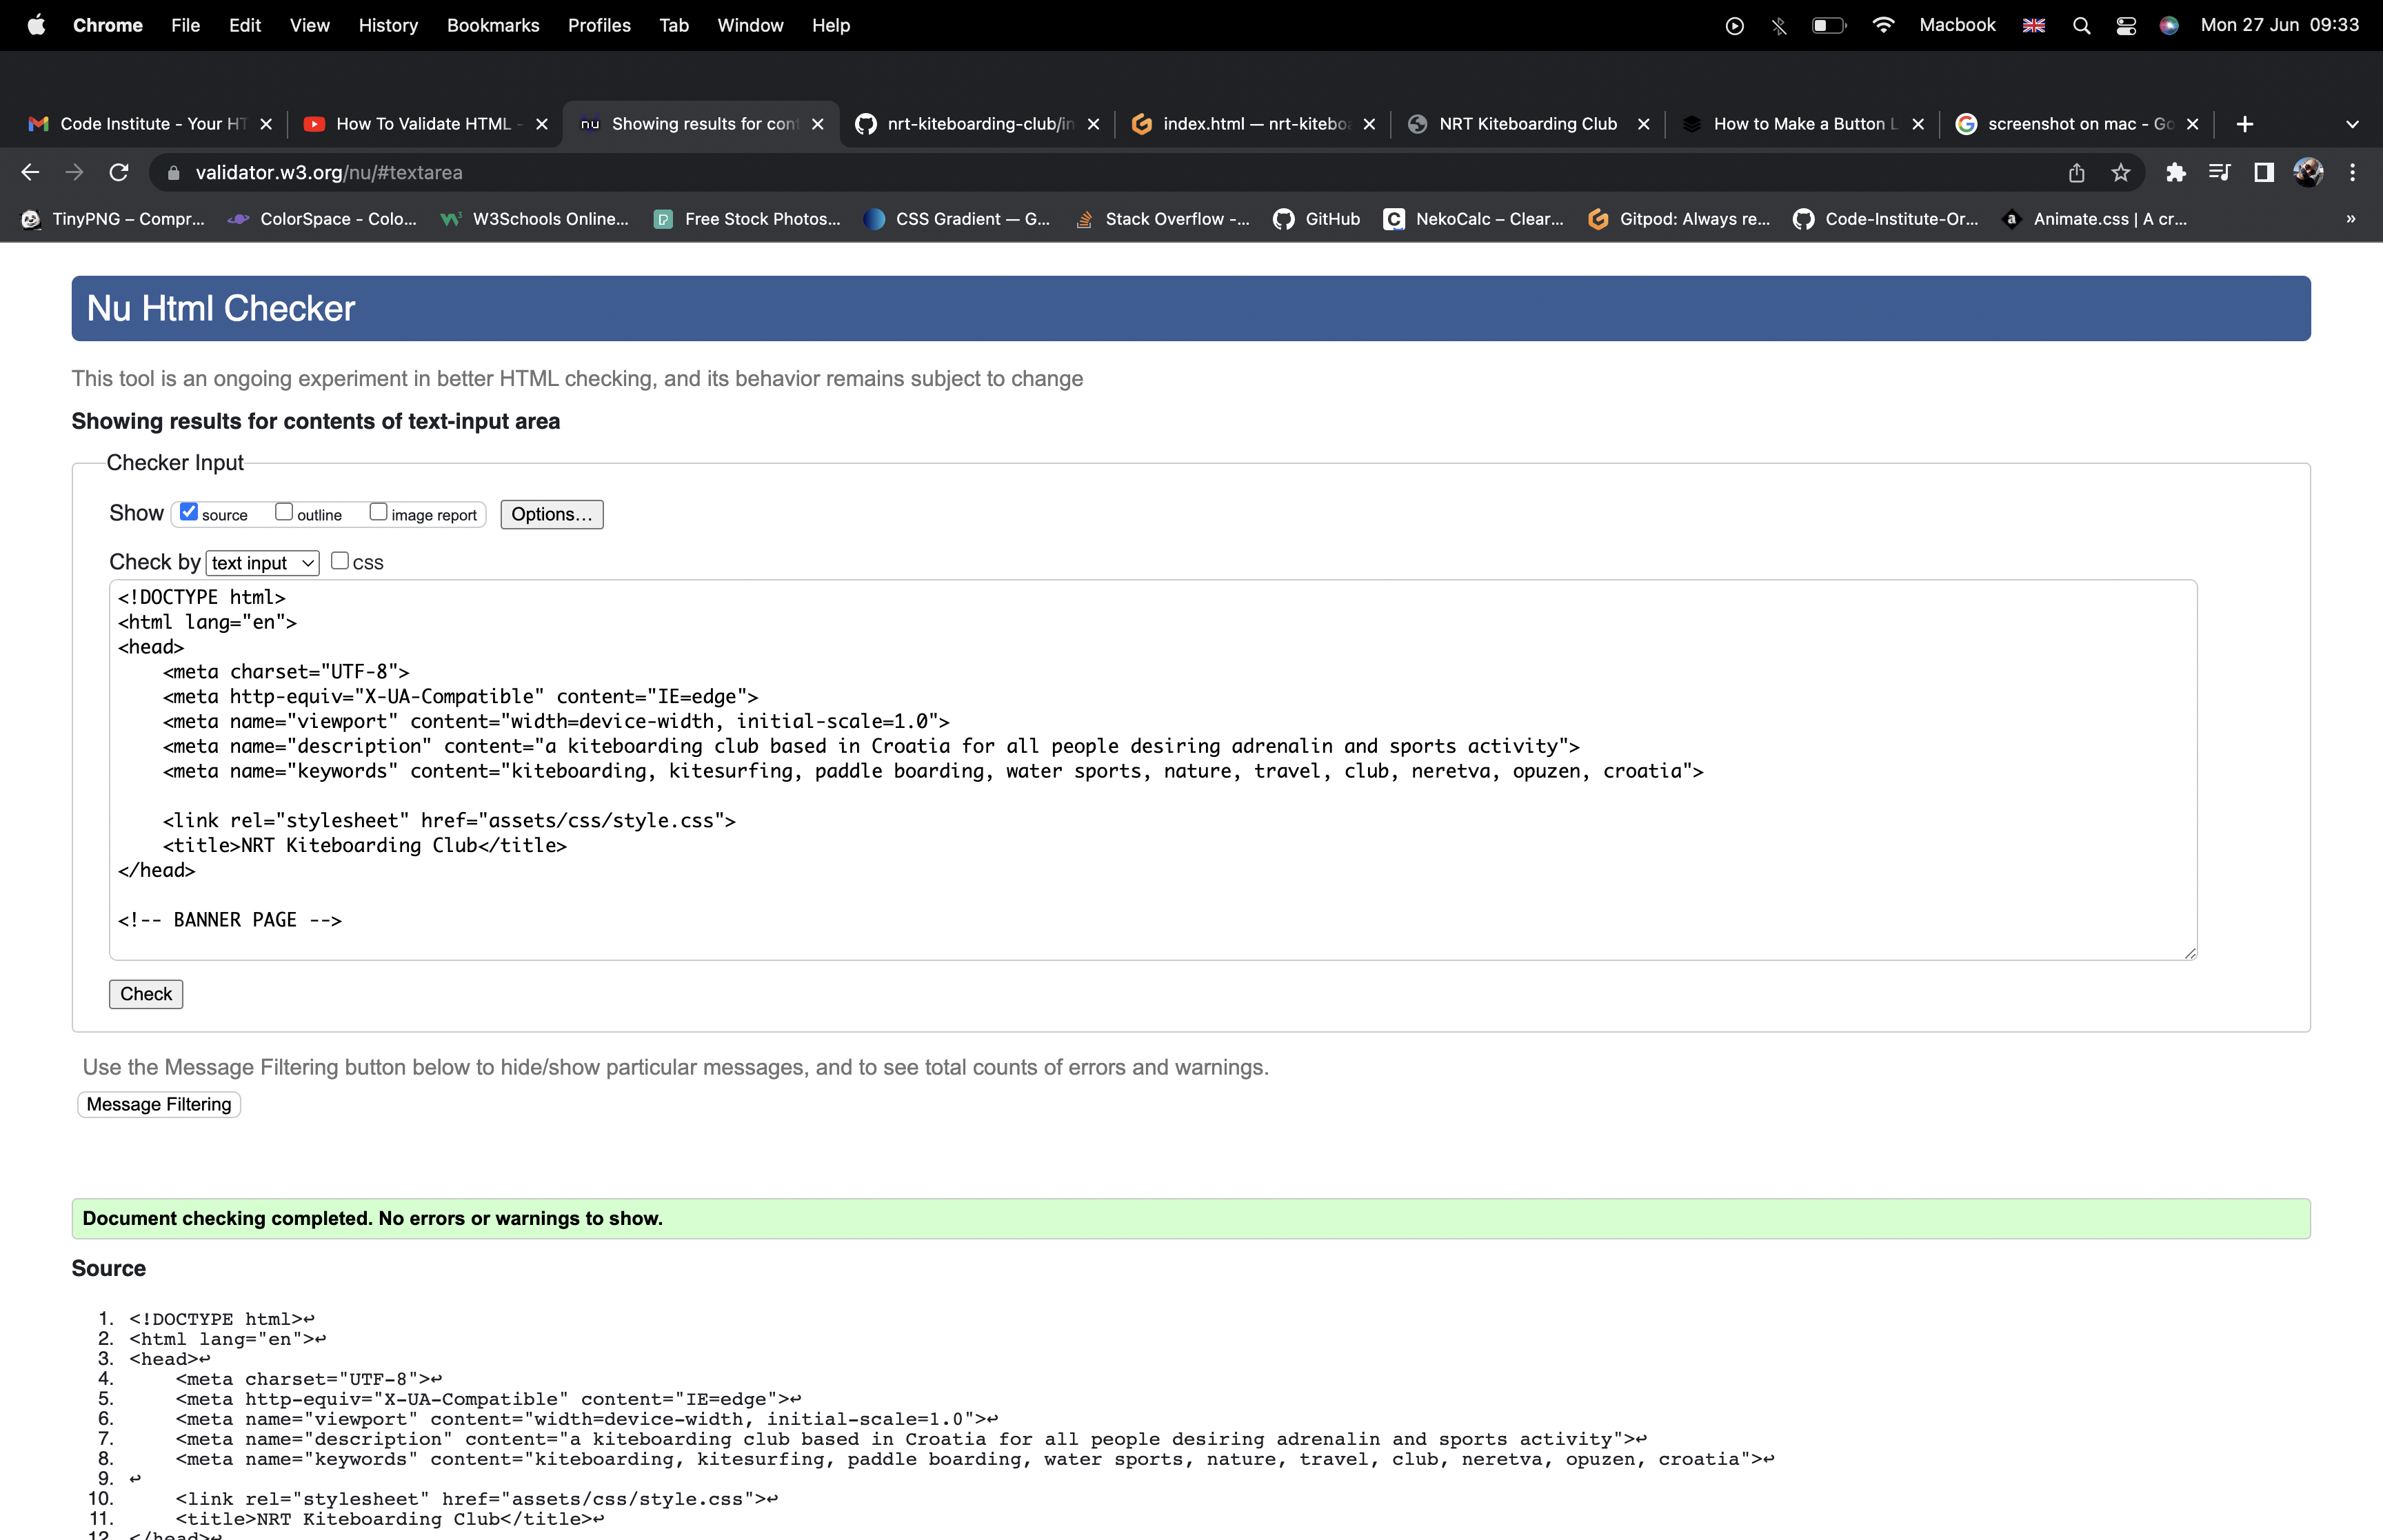 Chrome File Edit View History Bookmarks Profiles Tab Window Help Macbook Mon 27 Jun 09:33
Code Institute - Your HT How To Validate HTML - nu Showing results for cont nrt-kiteboarding-club/in index.html — nrt-kiteboa NRT Kiteboarding Club How to Make a Button L screenshot on mac - Go
validator.w3.org/nu/#textarea
TinyPNG – Compr... ColorSpace - Colo... W3Schools Online... Free Stock Photos... CSS Gradient — G... Stack Overflow -... GitHub NekoCalc – Clear... Gitpod: Always re... Code-Institute-Or... Animate.css | A cr... »
Nu Html Checker
This tool is an ongoing experiment in better HTML checking, and its behavior remains subject to change
Showing results for contents of text-input area
Checker Input
Show source outline image report Options...
Check by text input CSS
<!DOCTYPE html>
<html lang="en">
<head>
    <meta charset="UTF-8">
    <meta http-equiv="X-UA-Compatible" content="IE=edge">
    <meta name="viewport" content="width=device-width, initial-scale=1.0">
    <meta name="description" content="a kiteboarding club based in Croatia for all people desiring adrenalin and sports activity">
    <meta name="keywords" content="kiteboarding, kitesurfing, paddle boarding, water sports, nature, travel, club, neretva, opuzen, croatia">
    <link rel="stylesheet" href="assets/css/style.css">
    <title>NRT Kiteboarding Club</title>
</head>
<!-- BANNER PAGE -->
Check
Use the Message Filtering button below to hide/show particular messages, and to see total counts of errors and warnings.
Message Filtering
Document checking completed. No errors or warnings to show.
Source
1. <!DOCTYPE html>↩
2. <html lang="en">↩
3. <head>↩
4.     <meta charset="UTF-8">↩
5.     <meta http-equiv="X-UA-Compatible" content="IE=edge">↩
6.     <meta name="viewport" content="width=device-width, initial-scale=1.0">↩
7.     <meta name="description" content="a kiteboarding club based in Croatia for all people desiring adrenalin and sports activity">↩
8.     <meta name="keywords" content="kiteboarding, kitesurfing, paddle boarding, water sports, nature, travel, club, neretva, opuzen, croatia">↩
9. ↩
10.     <link rel="stylesheet" href="assets/css/style.css">↩
11.     <title>NRT Kiteboarding Club</title>↩
12. </head>↩